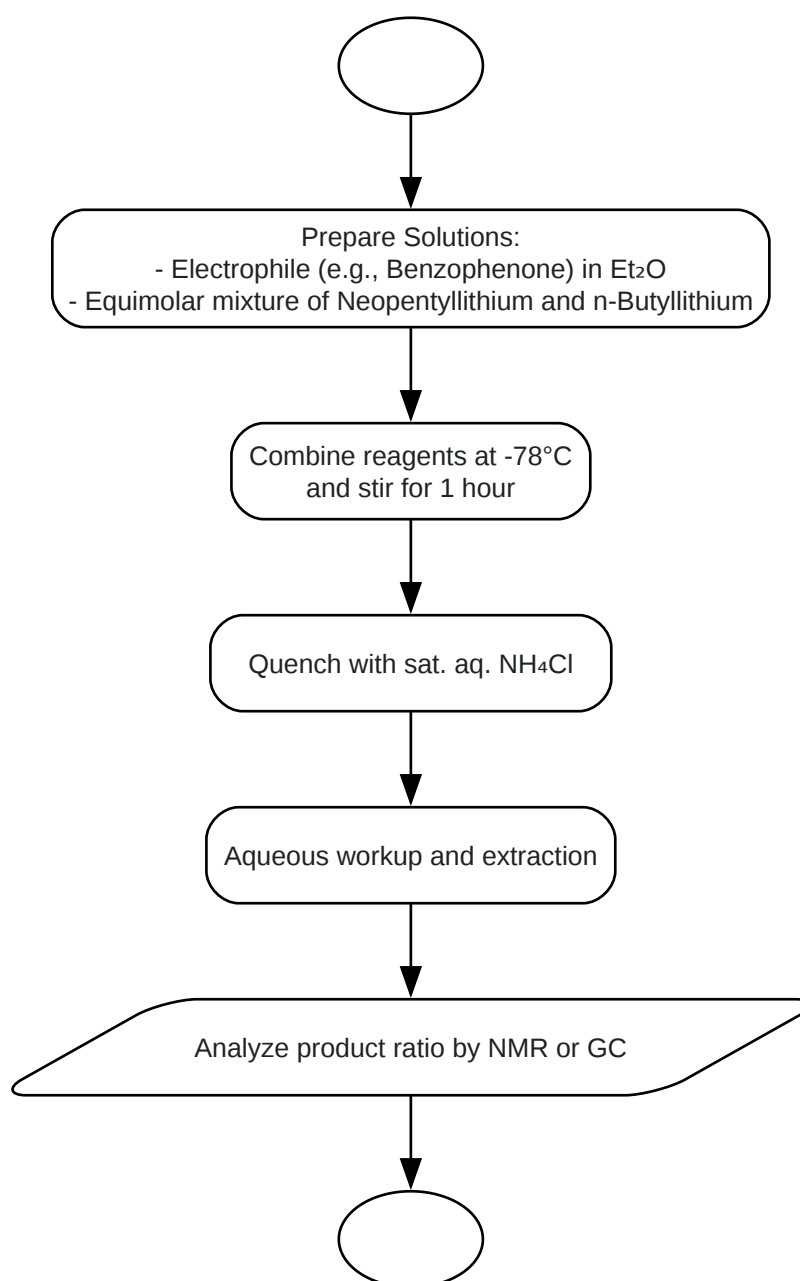 Prepare Solutions:
- Electrophile (e.g., Benzophenone) in Et₂O
- Equimolar mixture of Neopentyllithium and n-Butyllithium
Combine reagents at -78°C
and stir for 1 hour
Quench with sat. aq. NH₄Cl
Aqueous workup and extraction
Analyze product ratio by NMR or GC